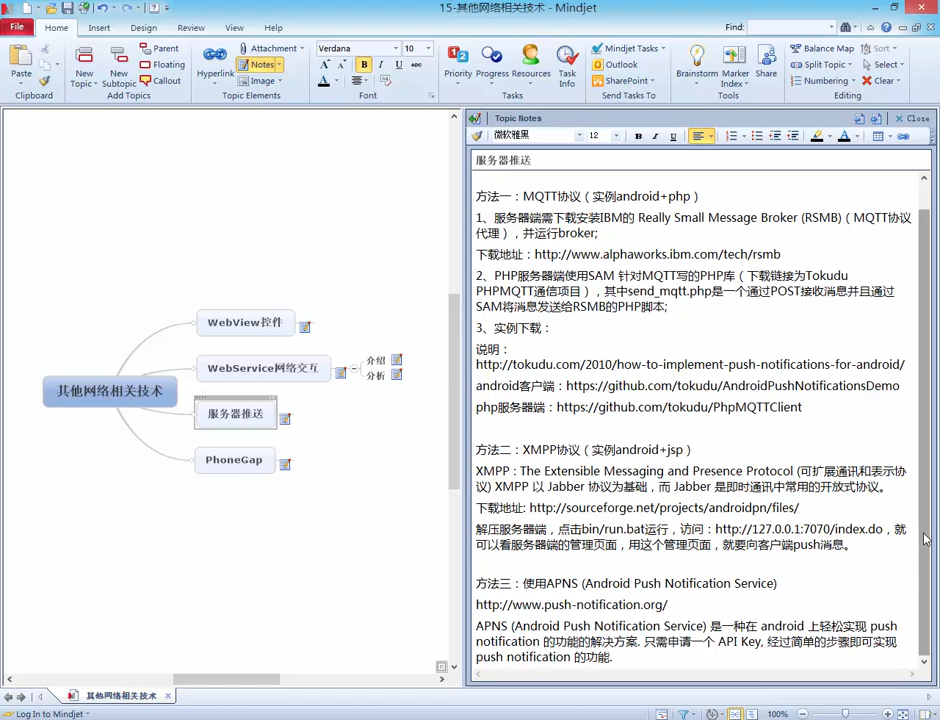 15-其他网络相关技术 - Mindjet
File Home Insert Design Review View Help Find:
Paste
New Topic
New Subtopic
Parent
Floating
Callout
Hyperlink
Attachment
Notes
Image
Verdana 10
B I U ABC
A
Priority Progress Resources Task Info
Mindjet Tasks
Outlook
SharePoint
Brainstorm Marker Index Share
Balance Map
Split Topic
Numbering
Sort
Select
Clear
Clipboard Add Topics Topic Elements Font Tasks Send Tasks To Tools Editing
其他网络相关技术
WebView控件
WebService网络交互
介绍
分析
服务器推送
PhoneGap
Topic Notes Close
微软雅黑 12 B I U
服务器推送
方法一：MQTT协议（实例android+php）
1、服务器端需下载安装IBM的 Really Small Message Broker (RSMB)（MQTT协议
代理），并运行broker;
下载地址：http://www.alphaworks.ibm.com/tech/rsmb
2、PHP服务器端使用SAM 针对MQTT写的PHP库（下载链接为Tokudu
PHPMQTT通信项目），其中send_mqtt.php是一个通过POST接收消息并且通过
SAM将消息发送给RSMB的PHP脚本;
3、实例下载：
说明：
http://tokudu.com/2010/how-to-implement-push-notifications-for-android/
android客户端：https://github.com/tokudu/AndroidPushNotificationsDemo
php服务器端：https://github.com/tokudu/PhpMQTTClient
方法二：XMPP协议（实例android+jsp）
XMPP : The Extensible Messaging and Presence Protocol (可扩展通讯和表示协
议) XMPP 以 Jabber 协议为基础，而 Jabber 是即时通讯中常用的开放式协议。
下载地址: http://sourceforge.net/projects/androidpn/files/
解压服务器端，点击bin/run.bat运行，访问：http://127.0.0.1:7070/index.do，就
可以看服务器端的管理页面，用这个管理页面，就要向客户端push消息。
方法三：使用APNS (Android Push Notification Service)
http://www.push-notification.org/
APNS (Android Push Notification Service) 是一种在 android 上轻松实现 push
notification 的功能的解决方案. 只需申请一个 API Key, 经过简单的步骤即可实现
push notification 的功能.
其他网络相关技术
Log In to Mindjet 100%